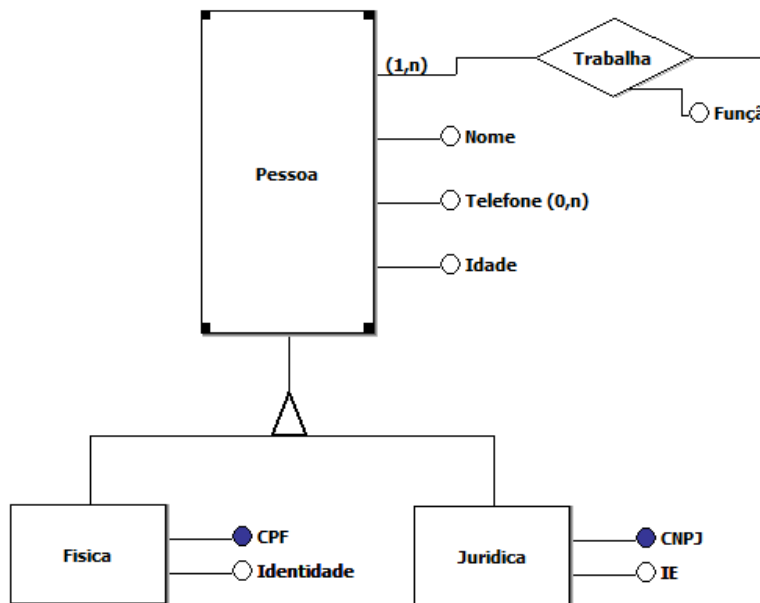 (1,n)
Trabalha
Nome
Pessoa
Telefone (0,n)
Idade
CPF
CNPJ
Fisica
Juridica
Identidade
IE